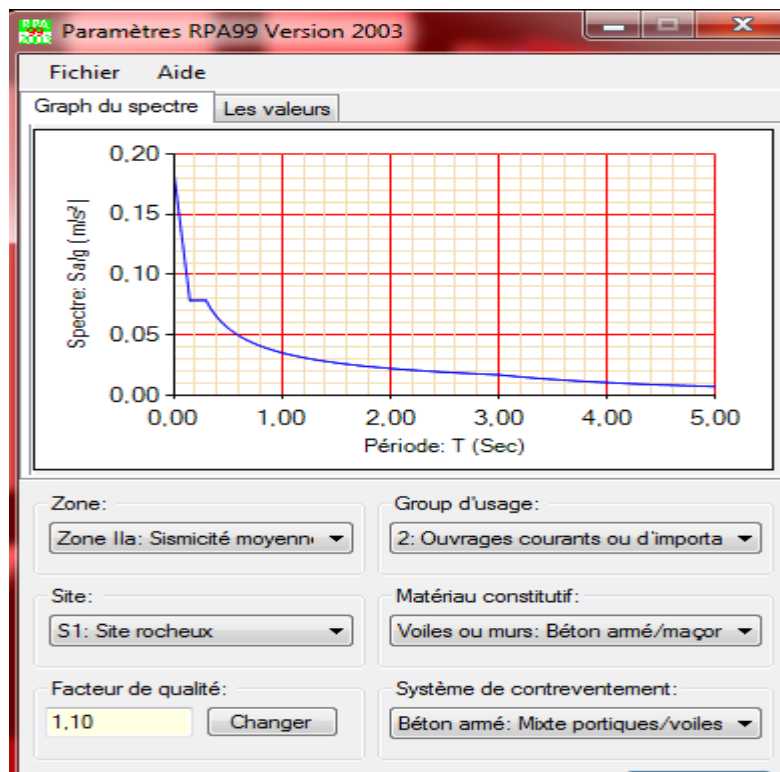 RPA
99
Paramètres RPA99 Version 2003
Fichier Aide
Graph du spectre Les valeurs
Spectre: Sa/g (m/s²)
0,20
0,15
0,10
0,05
0,00
0,00 1,00 2,00 3,00 4,00 5,00
Période: T (Sec)
Zone: Group d'usage:
Zone IIa: Sismicité moyenn 2: Ouvrages courants ou d'importa
Site: Matériau constitutif:
S1: Site rocheux Voiles ou murs: Béton armé/maçor
Facteur de qualité: Système de contreventement:
1,10 Changer Béton armé: Mixte portiques/voiles